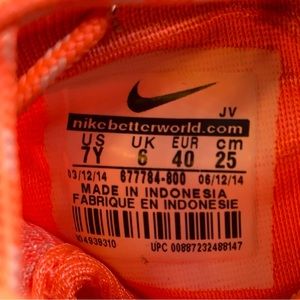 JV
nikebetterworld.com
US UK EUR cm
7Y 6 40 25
03/12/14 677784-800 06/12/14
MADE IN INDONESIA
FABRIQUE EN INDONESIE
UPC 00887232488147